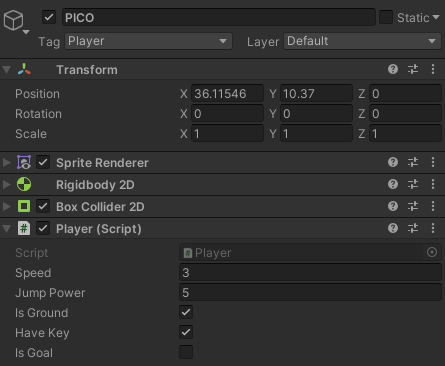 PICO Static
Tag Player Layer Default
Transform
Position X 36.11546 Y 10.37 Z 0
Rotation X 0 Y 0 Z 0
Scale X 1 Y 1 Z 1
Sprite Renderer
Rigidbody 2D
Box Collider 2D
# Player (Script)
Script # Player
Speed 3
Jump Power 5
Is Ground
Have Key
Is Goal